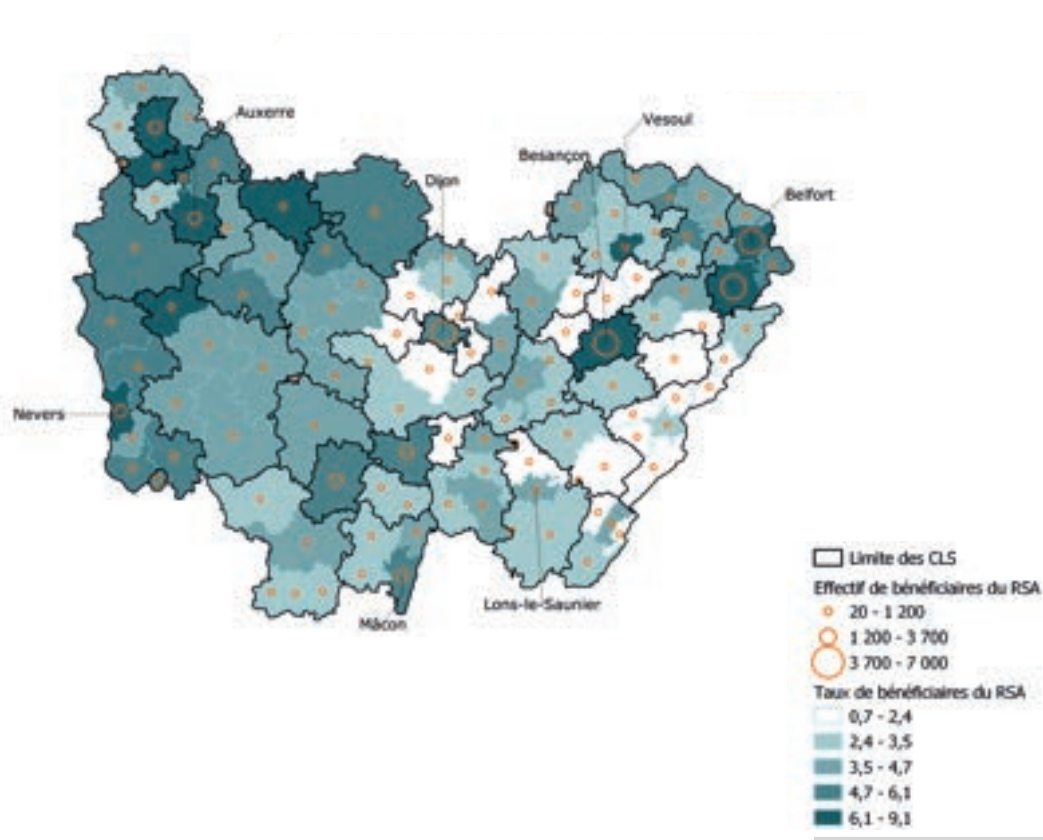 Auxerre
Vesoul
Besançon
Dijon
Belfort
Nevers
Lons-le-Saunier
Mâcon
Limite des CLS
Effectif de bénéficiaires du RSA
20 - 1 200
1 200 - 3 700
3 700 - 7 000
Taux de bénéficiaires du RSA
0,7 - 2,4
2,4 - 3,5
3,5 - 4,7
4,7 - 6,1
6,1 - 9,1